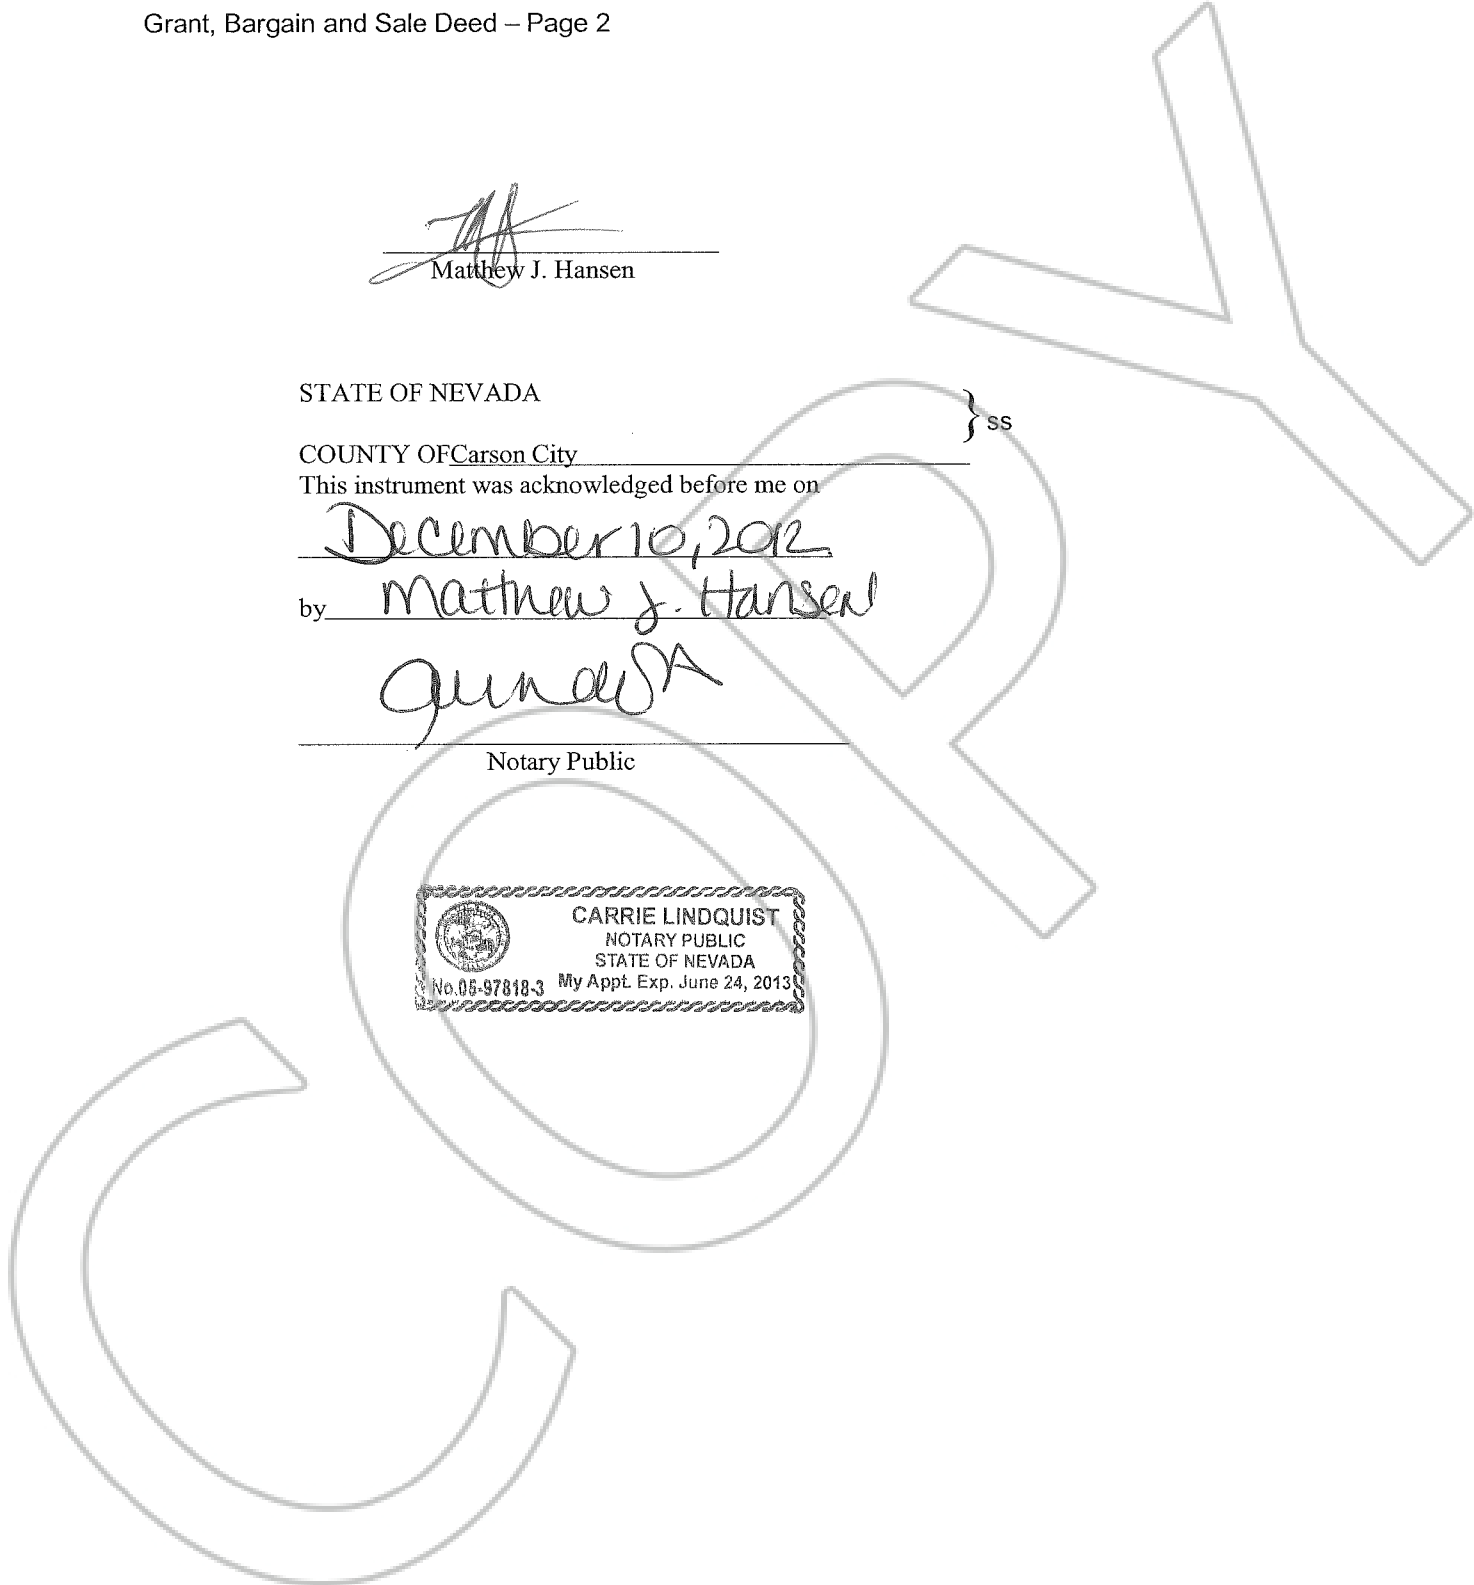 Grant, Bargain and Sale Deed – Page 2
Matthew J. Hansen
STATE OF NEVADA
} ss
COUNTY OF Carson City
This instrument was acknowledged before me on
December 10, 2012
by Matthew J. Hansen
Notary Public
CARRIE LINDQUIST
NOTARY PUBLIC
STATE OF NEVADA
No.05-97818-3 My Appt. Exp. June 24, 2013
COPY